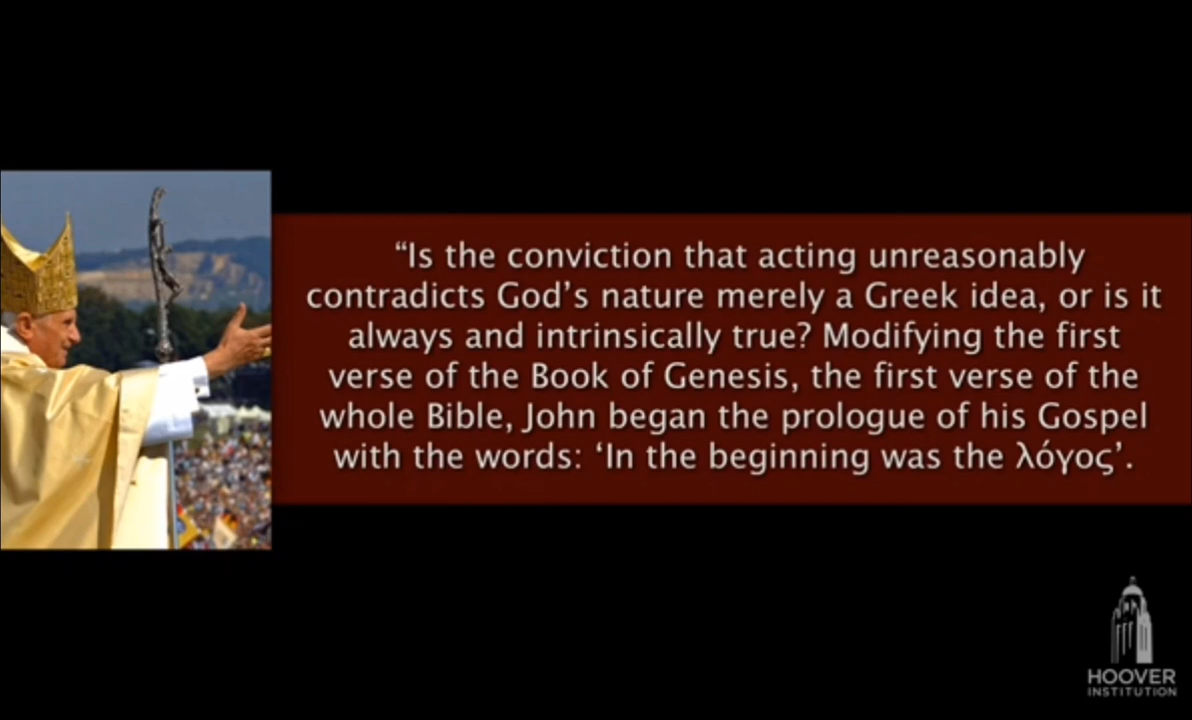 “Is the conviction that acting unreasonably
contradicts God’s nature merely a Greek idea, or is it
always and intrinsically true? Modifying the first
verse of the Book of Genesis, the first verse of the
whole Bible, John began the prologue of his Gospel
with the words: ‘In the beginning was the λόγος’.
HOOVER
INSTITUTION